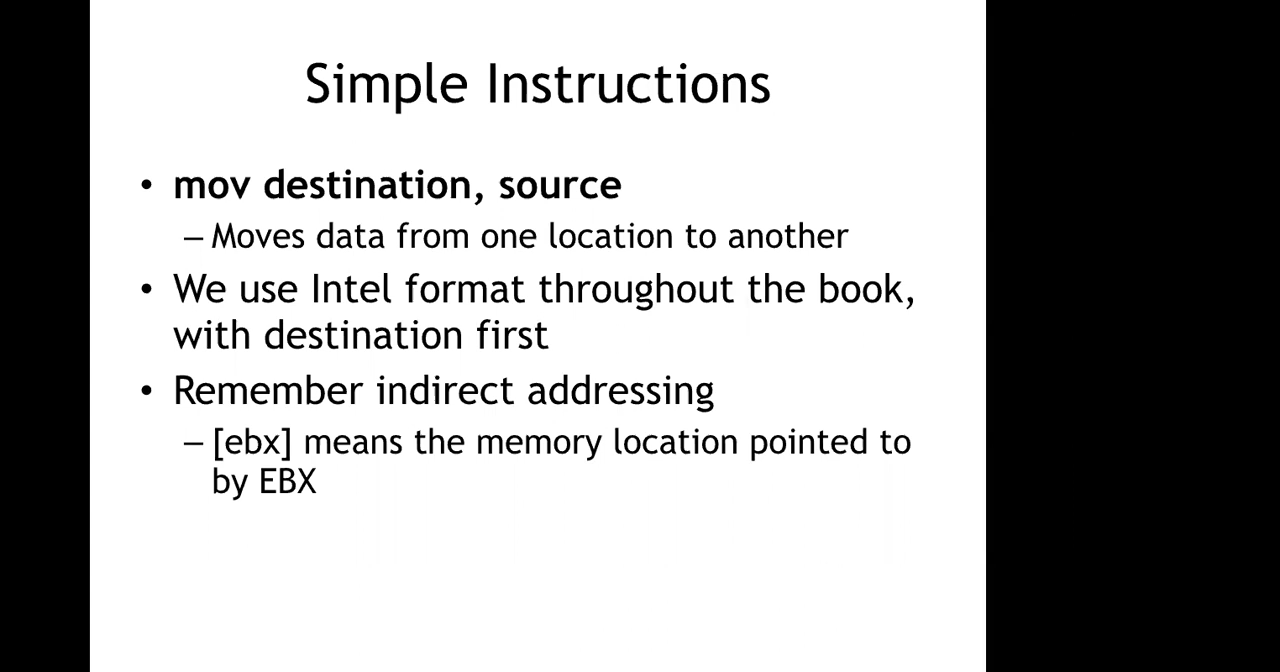 Simple Instructions
• mov destination, source
– Moves data from one location to another
• We use Intel format throughout the book,
with destination first
• Remember indirect addressing
– [ebx] means the memory location pointed to
by EBX